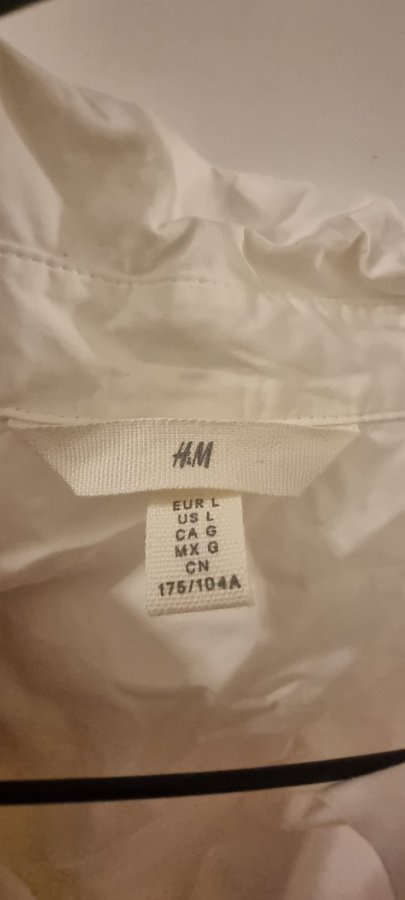 H&M
EUR L
US L
CA G
MX G
CN
175/104A